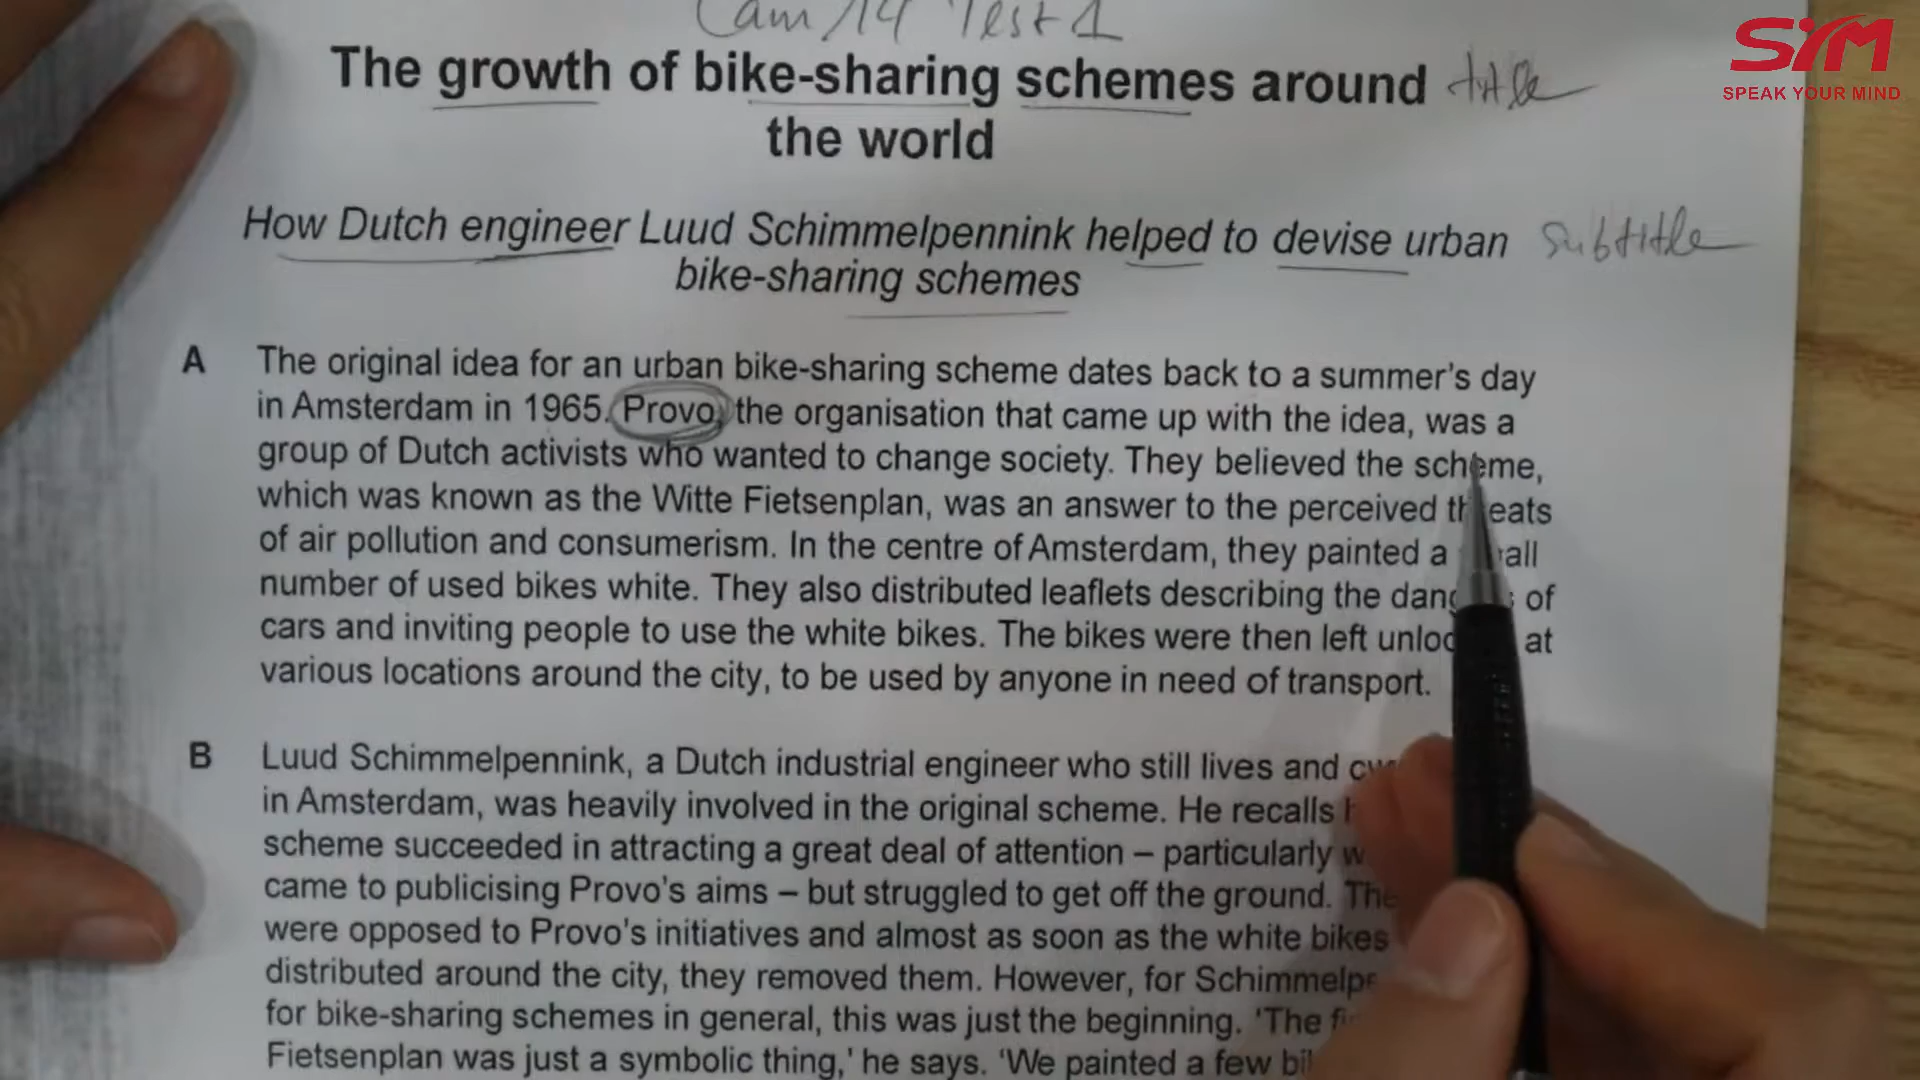 Cam 14 Test 1
The growth of bike-sharing schemes around title
the world
How Dutch engineer Luud Schimmelpennink helped to devise urban subtitle
bike-sharing schemes
A The original idea for an urban bike-sharing scheme dates back to a summer's day
in Amsterdam in 1965. Provo, the organisation that came up with the idea, was a
group of Dutch activists who wanted to change society. They believed the scheme,
which was known as the Witte Fietsenplan, was an answer to the perceived threats
of air pollution and consumerism. In the centre of Amsterdam, they painted a
number of used bikes white. They also distributed leaflets describing the of
cars and inviting people to use the white bikes. The bikes were then left at
various locations around the city, to be used by anyone in need of transport.
B Luud Schimmelpennink, a Dutch industrial engineer who still lives and
in Amsterdam, was heavily involved in the original scheme. He recalls
scheme succeeded in attracting a great deal of attention – particularly
came to publicising Provo's aims – but struggled to get off the ground. The
were opposed to Provo's initiatives and almost as soon as the white bikes
distributed around the city, they removed them. However, for
for bike-sharing schemes in general, this was just the beginning. 'The
Fietsenplan was just a symbolic thing,' he says. 'We painted a few
SYM
SPEAK YOUR MIND